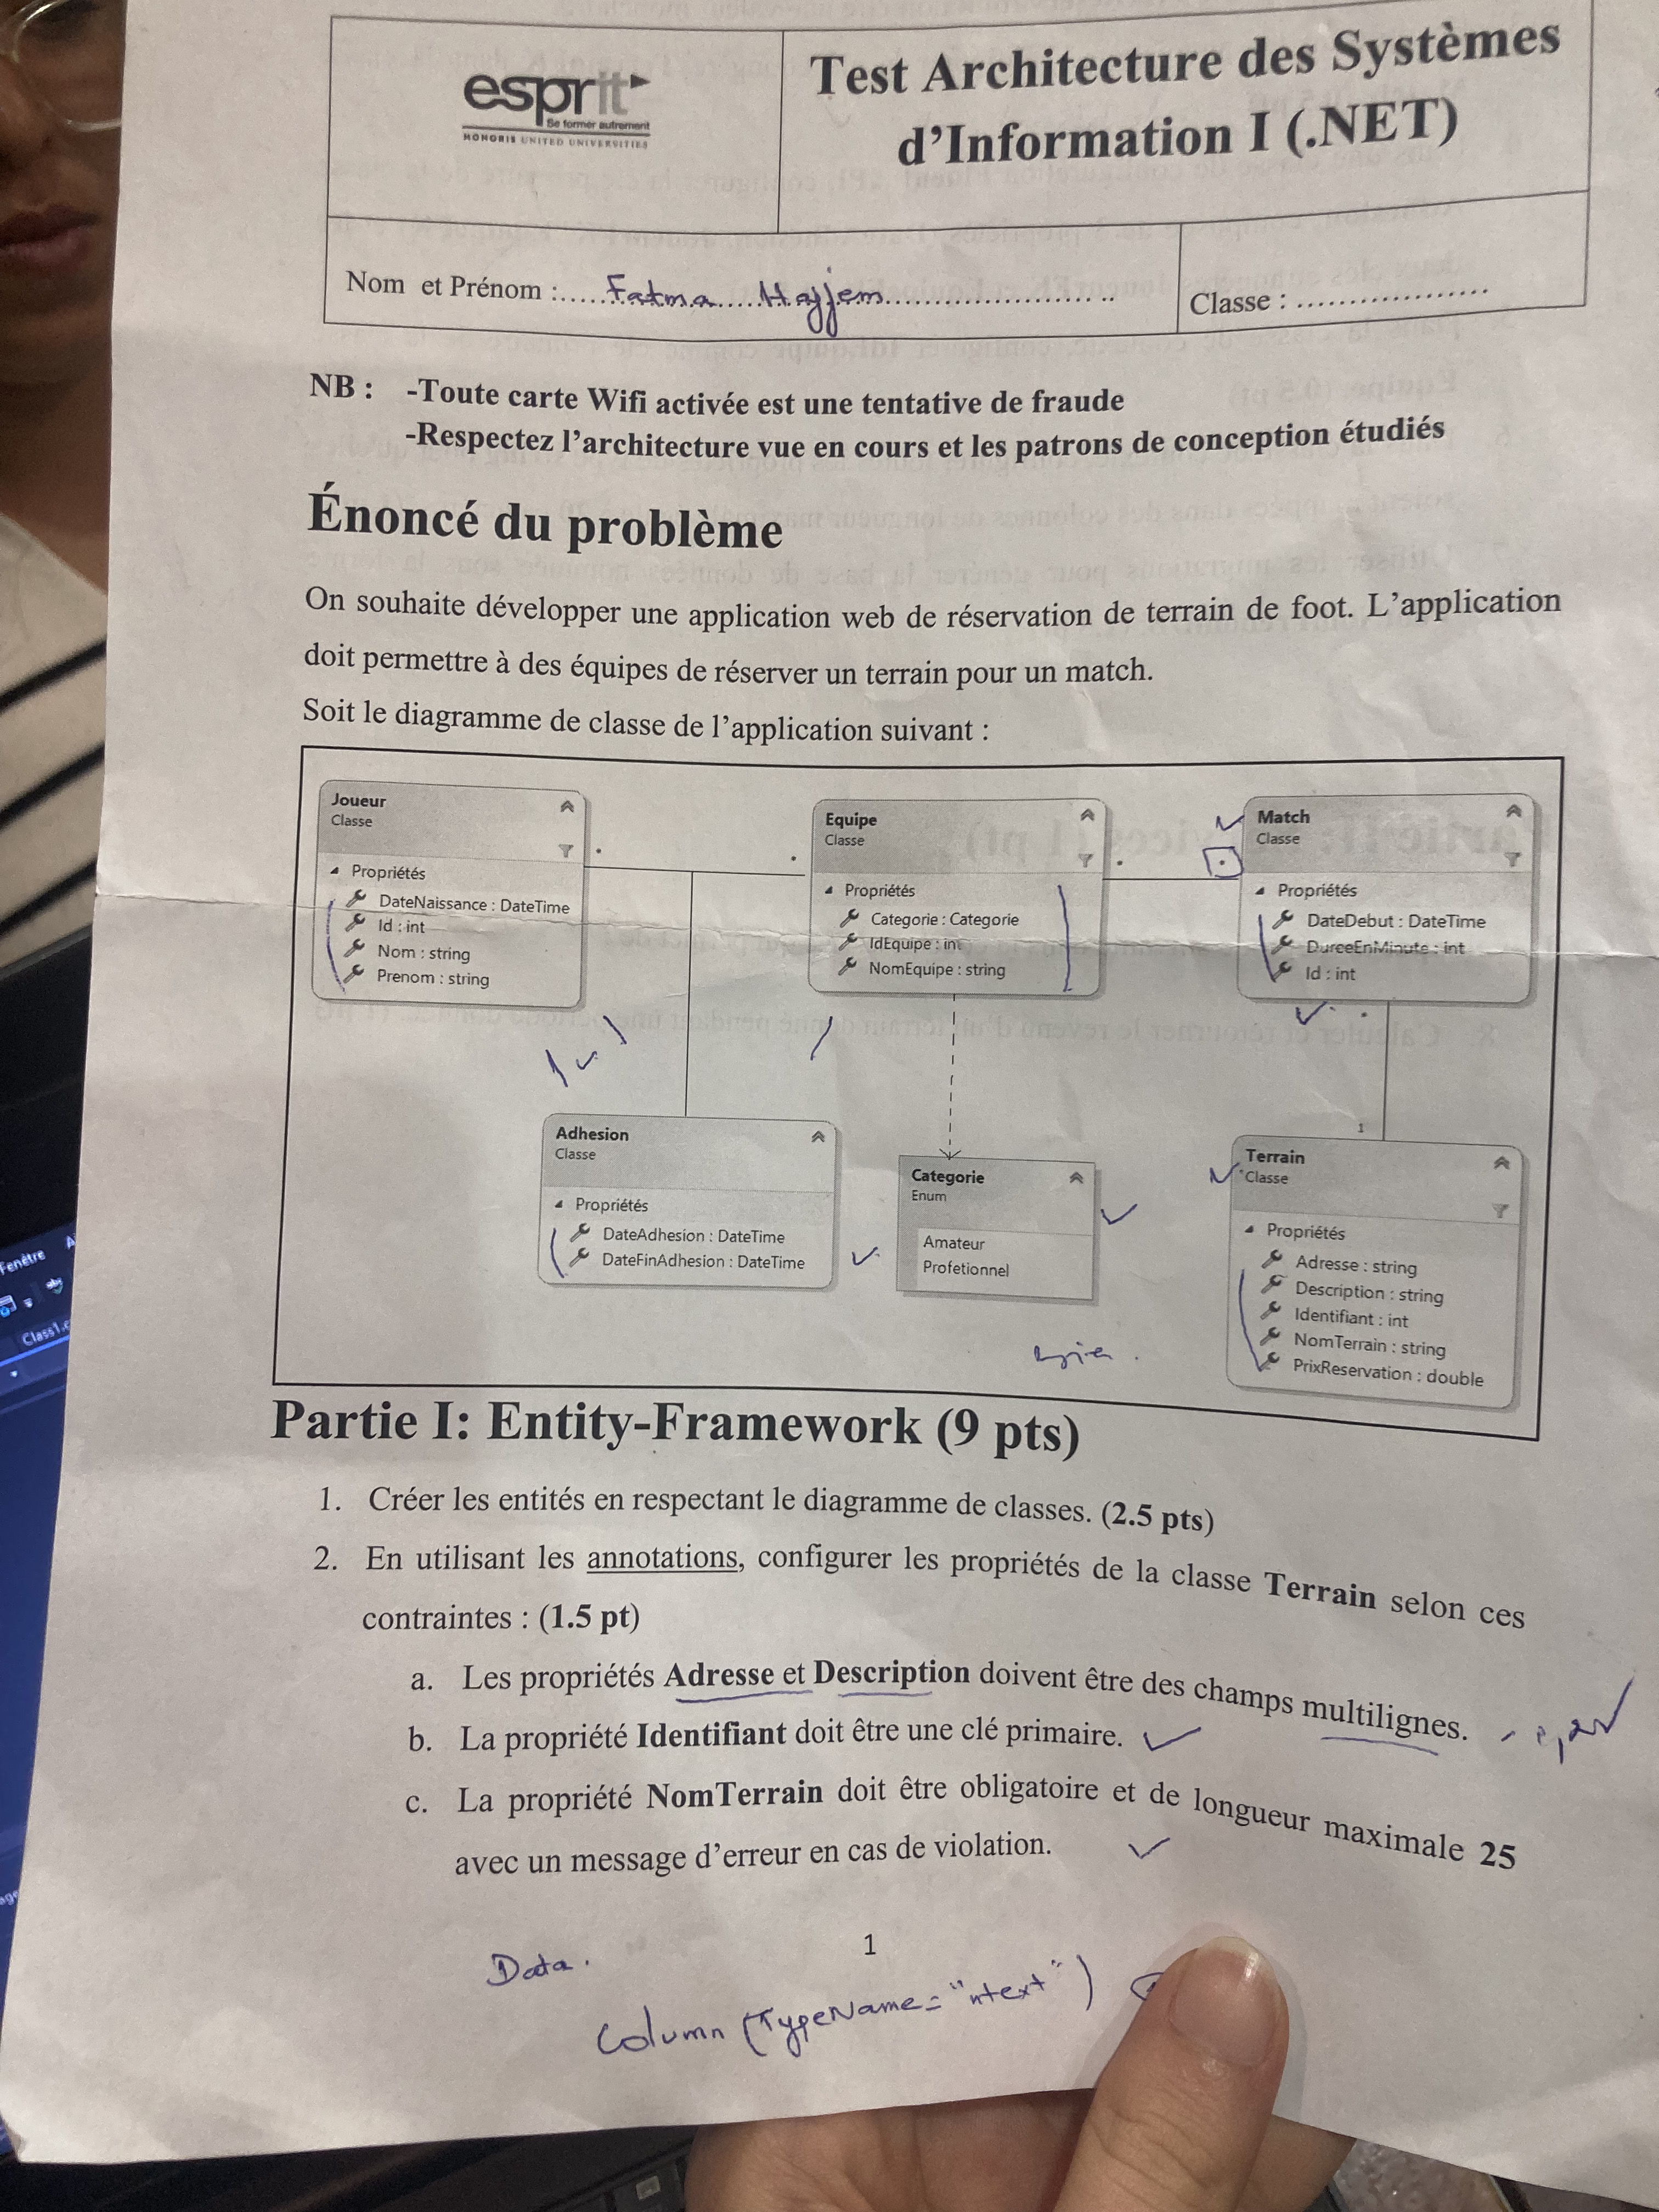 esprit
Se former autrement
HONORIS UNITED UNIVERSITIES
Test Architecture des Systèmes
d'Information I (.NET)
Nom et Prénom :..... Fatma Hajjem ..
Classe : ...................
NB : -Toute carte Wifi activée est une tentative de fraude
-Respectez l'architecture vue en cours et les patrons de conception étudiés
Énoncé du problème
On souhaite développer une application web de réservation de terrain de foot. L'application
doit permettre à des équipes de réserver un terrain pour un match.
Soit le diagramme de classe de l'application suivant :
Joueur
Classe
Propriétés
DateNaissance : DateTime
Id : int
Nom : string
Prenom : string
Equipe
Classe
Propriétés
Categorie : Categorie
IdEquipe : int
NomEquipe : string
Match
Classe
Propriétés
DateDebut : DateTime
DureeEnMinute : int
Id : int
Adhesion
Classe
Propriétés
DateAdhesion : DateTime
DateFinAdhesion : DateTime
Categorie
Enum
Amateur
Profetionnel
1
Terrain
Classe
Propriétés
Adresse : string
Description : string
Identifiant : int
NomTerrain : string
PrixReservation : double
Partie I: Entity-Framework (9 pts)
1. Créer les entités en respectant le diagramme de classes. (2.5 pts)
2. En utilisant les annotations, configurer les propriétés de la classe Terrain selon ces
contraintes : (1.5 pt)
a. Les propriétés Adresse et Description doivent être des champs multilignes.
b. La propriété Identifiant doit être une clé primaire.
c. La propriété NomTerrain doit être obligatoire et de longueur maximale 25
avec un message d'erreur en cas de violation.
1
Data.
Column (TypeName="ntext")
Fenêtre
Class1.c